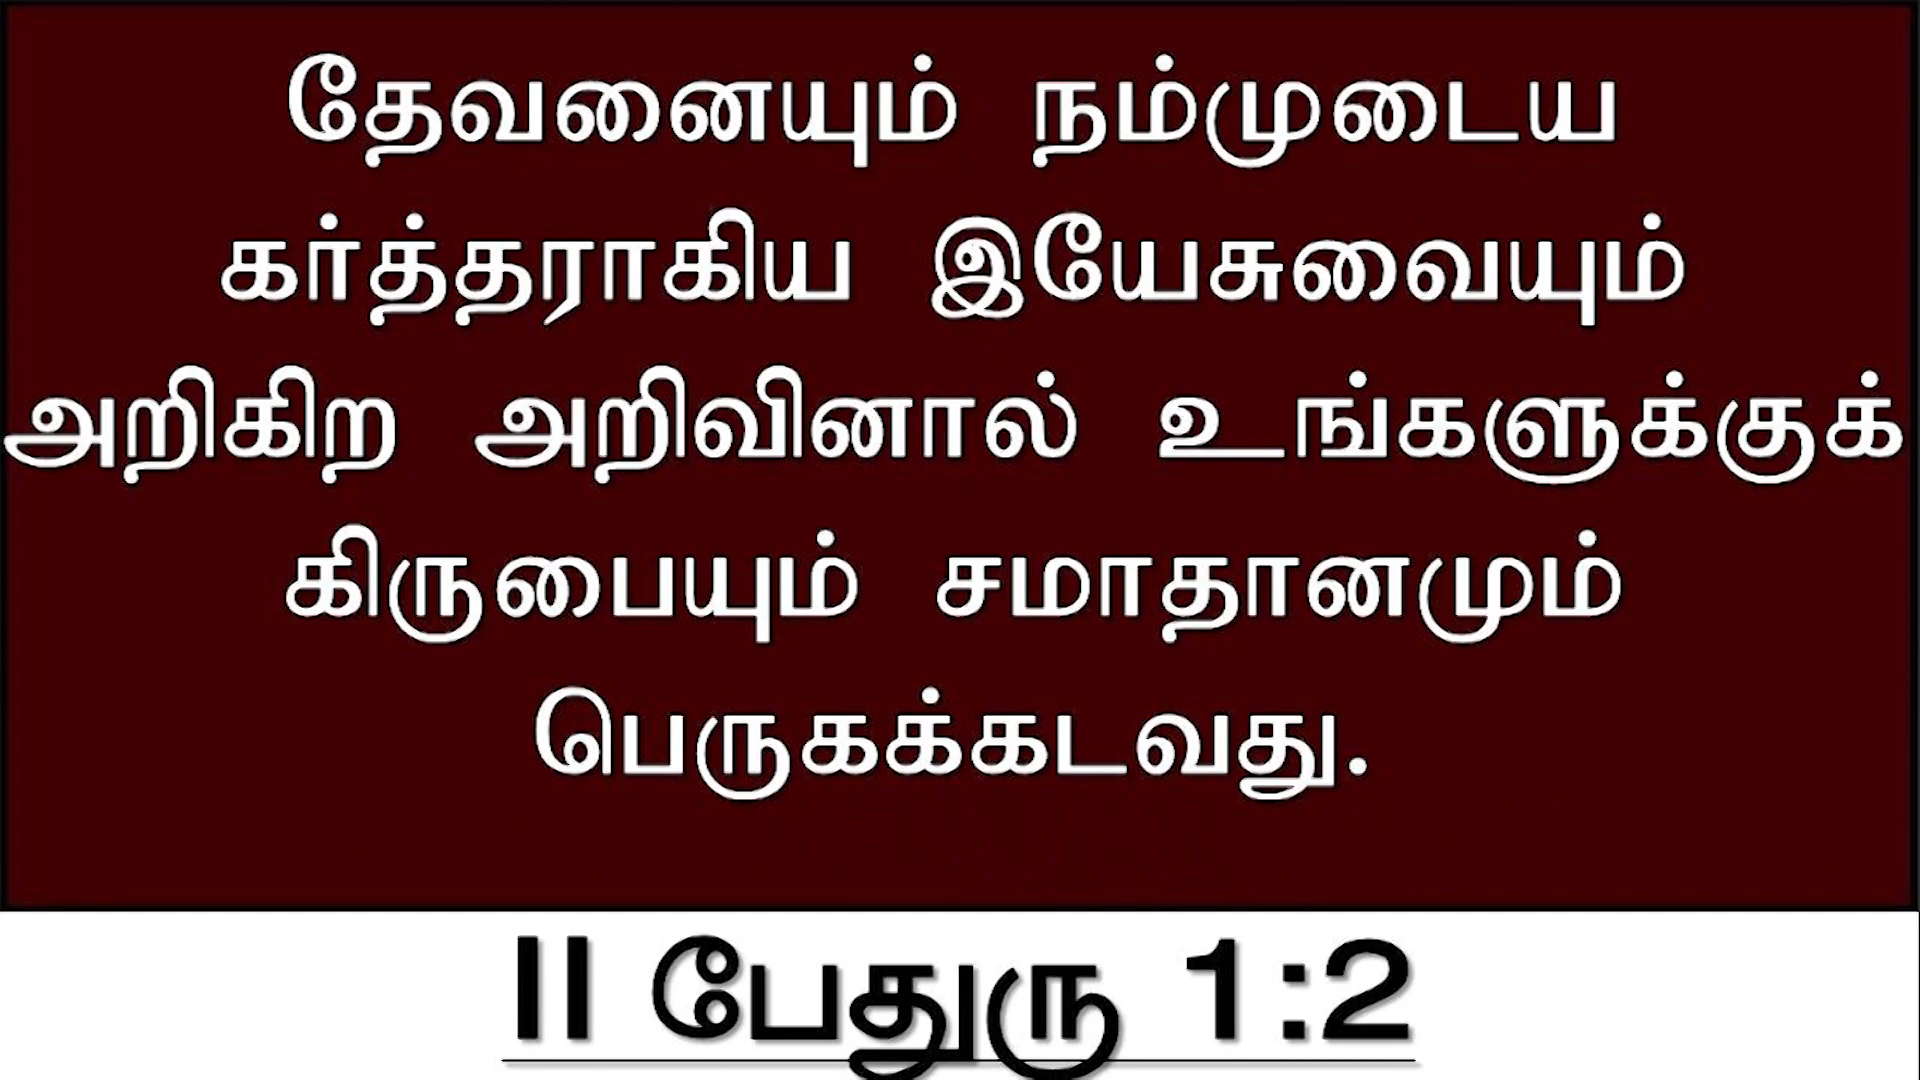 தேவனையும் நம்முடைய
கர்த்தராகிய இயேசுவையும்
அறிகிற அறிவினால் உங்களுக்குக்
கிருபையும் சமாதானமும்
பெருகக்கடவது.
II பேதுரு 1:2